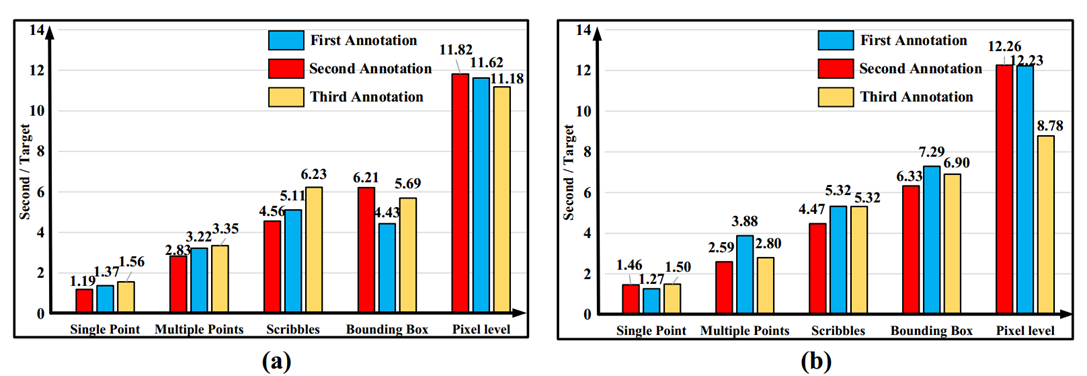 14
12
10
8
6
4
2
0
Second / Target
First Annotation
Second Annotation
Third Annotation
1.19 1.37 1.56
2.83 3.22 3.35
4.56 5.11 6.23
6.21 4.43 5.69
11.82 11.62 11.18
Single Point Multiple Points Scribbles Bounding Box Pixel level
(a)
14
12
10
8
6
4
2
0
Second / Target
First Annotation
Second Annotation
Third Annotation
1.46 1.27 1.50
2.59 3.88 2.80
4.47 5.32 5.32
6.33 7.29 6.90
12.26 12.23 8.78
Single Point Multiple Points Scribbles Bounding Box Pixel level
(b)